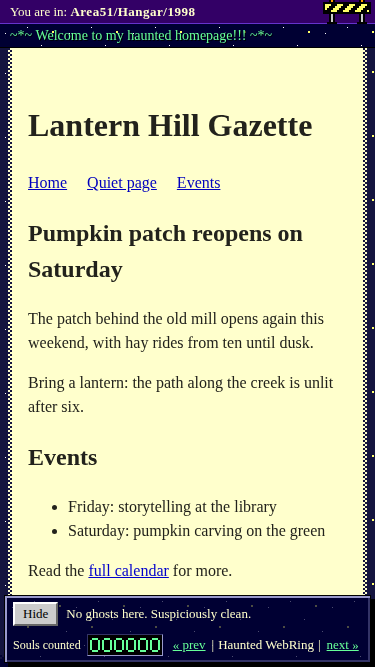 You are in: Area51/Hangar/1998
~*~ Welcome to my haunted homepage!!! ~*~
Lantern Hill Gazette
Home Quiet page Events
Pumpkin patch reopens on
Saturday
The patch behind the old mill opens again this
weekend, with hay rides from ten until dusk.
Bring a lantern: the path along the creek is unlit
after six.
Events
Friday: storytelling at the library
Saturday: pumpkin carving on the green
Read the full calendar for more.
Hide No ghosts here. Suspiciously clean.
Souls counted 000000 « prev | Haunted WebRing | next »